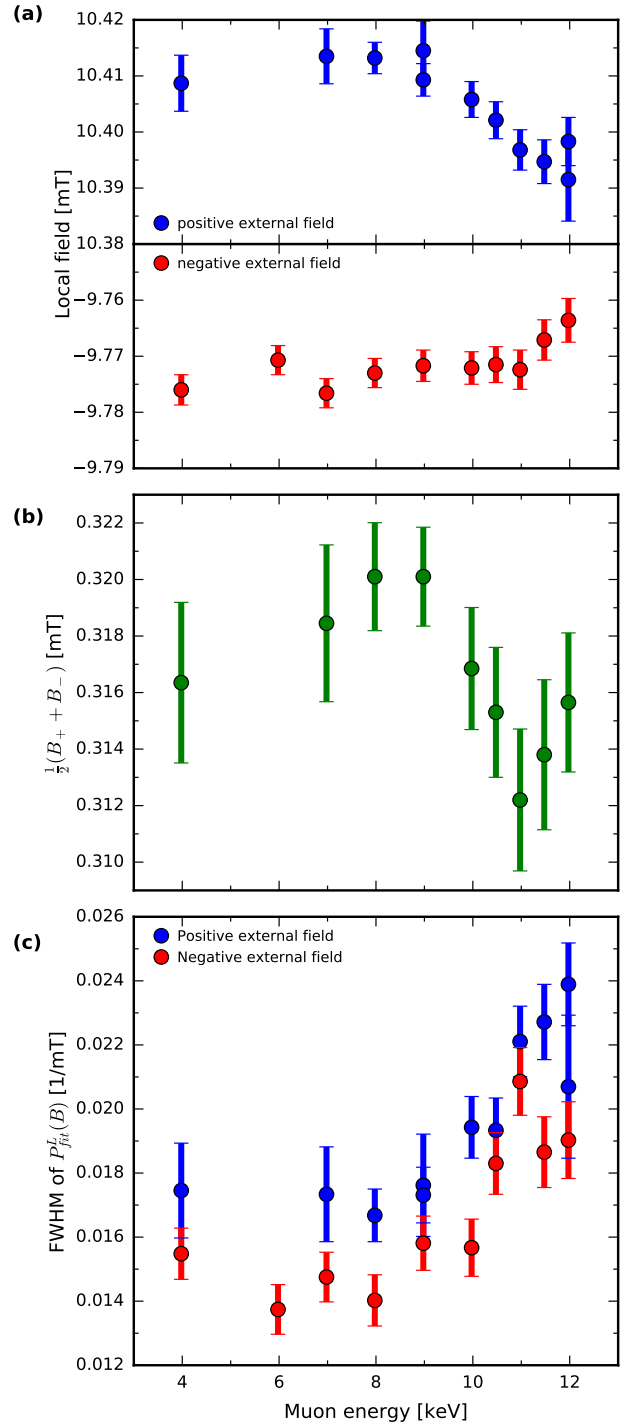 (a)
Local field [mT]
10.42
10.41
10.40
10.39
10.38
positive external field
negative external field
−9.76
−9.77
−9.78
−9.79
(b)
½(B₊ + B₋) [mT]
0.322
0.320
0.318
0.316
0.314
0.312
0.310
(c)
FWHM of P^L_fit(B) [1/mT]
0.026
0.024
0.022
0.020
0.018
0.016
0.014
0.012
Positive external field
Negative external field
4 6 8 10 12
Muon energy [keV]